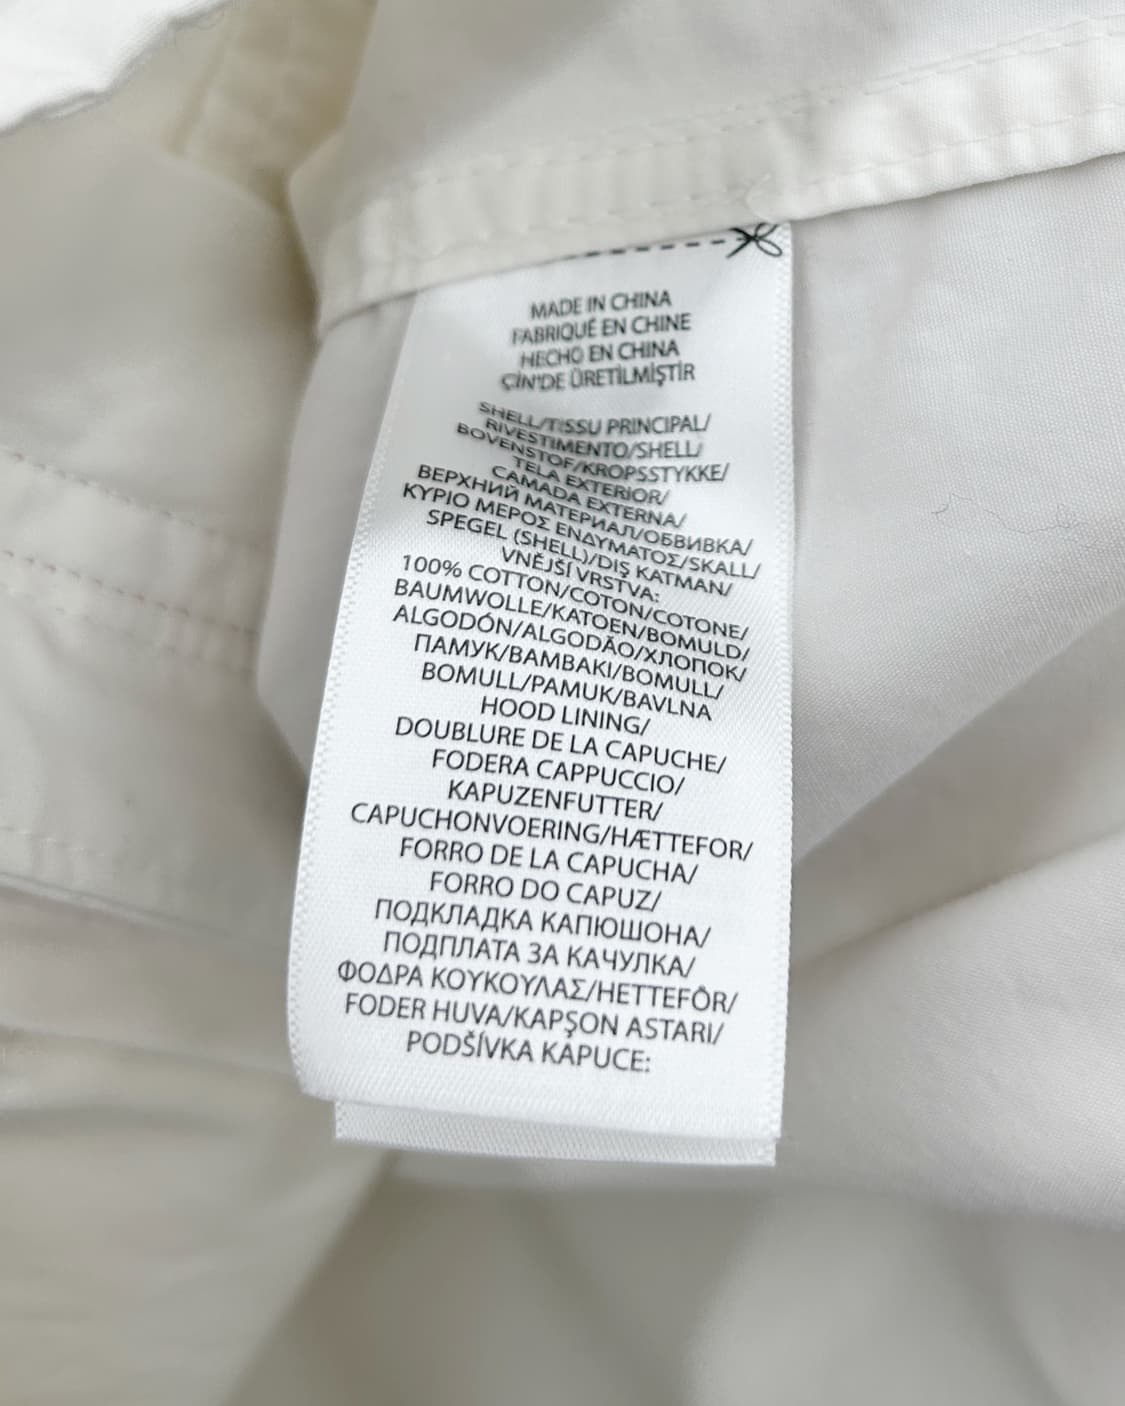 MADE IN CHINA
FABRIQUÉ EN CHINE
HECHO EN CHINA
ÇİN'DE ÜRETİLMİŞTİR
SHELL/TISSU PRINCIPAL/
RIVESTIMENTO/SHELL/
BOVENSTOF/KROPSSTYKKE/
TELA EXTERIOR/
CAMADA EXTERNA/
ВЕРХНИЙ МАТЕРИАЛ/ОБВИВКА/
ΚΥΡΙΟ ΜΕΡΟΣ ΕΝΔΥΜΑΤΟΣ/SKALL/
SPEGEL (SHELL)/DIŞ KATMAN/
VNĚJŠÍ VRSTVA:
100% COTTON/COTON/COTONE/
BAUMWOLLE/KATOEN/BOMULD/
ALGODÓN/ALGODÃO/ХЛОПОК/
ПАМУК/BAMBAKI/BOMULL/
BOMULL/PAMUK/BAVLNA
HOOD LINING/
DOUBLURE DE LA CAPUCHE/
FODERA CAPPUCCIO/
KAPUZENFUTTER/
CAPUCHONVOERING/HÆTTEFOR/
FORRO DE LA CAPUCHA/
FORRO DO CAPUZ/
ПОДКЛАДКА КАПЮШОНА/
ПОДПЛАТА ЗА КАЧУЛКА/
ΦΟΔΡΑ ΚΟΥΚΟΥΛΑΣ/HETTEFÔR/
FODER HUVA/KAPŞON ASTARI/
PODŠÍVKA KAPUCE: